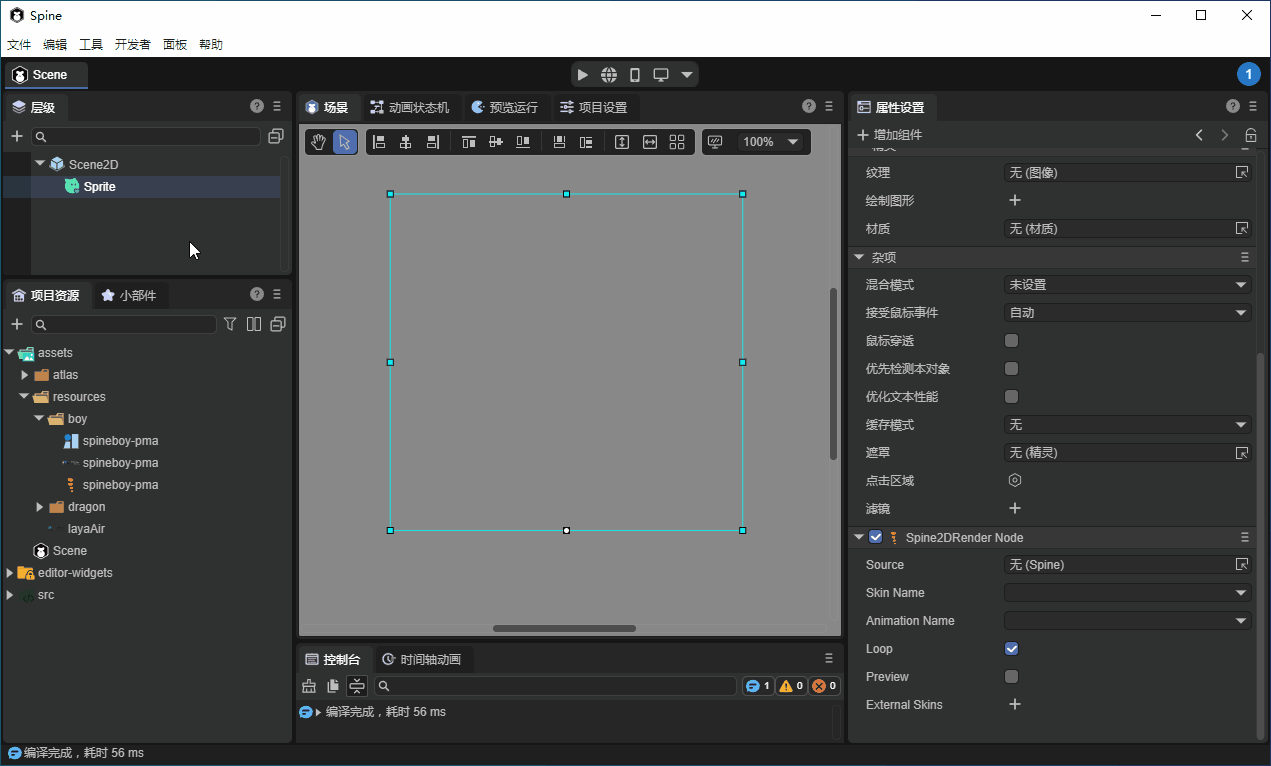 Spine
文件 编辑 工具 开发者 面板 帮助
Scene
1
层级
Scene2D
Sprite
项目资源 小部件
assets
atlas
resources
boy
spineboy-pma
spineboy-pma
spineboy-pma
dragon
layaAir
Scene
editor-widgets
src
场景 动画状态机 预览运行 项目设置
100%
控制台 时间轴动画
1 0 0
编译完成，耗时 56 ms
属性设置
增加组件
纹理 无 (图像)
绘制图形
材质 无 (材质)
杂项
混合模式 未设置
接受鼠标事件 自动
鼠标穿透
优先检测本对象
优化文本性能
缓存模式 无
遮罩 无 (精灵)
点击区域
滤镜
Spine2DRender Node
Source 无 (Spine)
Skin Name
Animation Name
Loop
Preview
External Skins
编译完成，耗时 56 ms